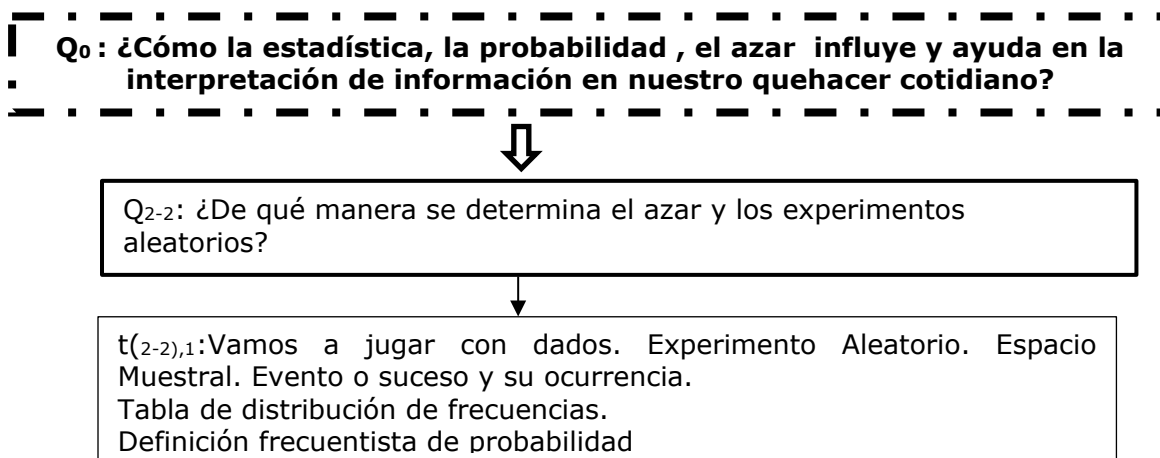 Q0 : ¿Cómo la estadística, la probabilidad , el azar influye y ayuda en la
interpretación de información en nuestro quehacer cotidiano?
Q2-2: ¿De qué manera se determina el azar y los experimentos
aleatorios?
t(2-2),1:Vamos a jugar con dados. Experimento Aleatorio. Espacio
Muestral. Evento o suceso y su ocurrencia.
Tabla de distribución de frecuencias.
Definición frecuentista de probabilidad